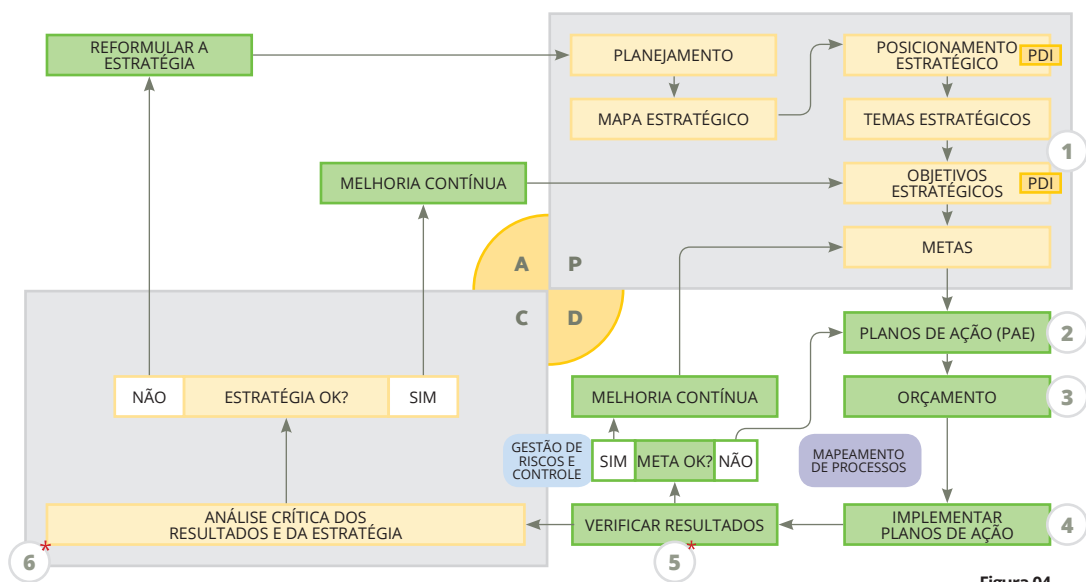 REFORMULAR A
ESTRATÉGIA
PLANEJAMENTO
POSICIONAMENTO
ESTRATÉGICO
PDI
MAPA ESTRATÉGICO
TEMAS ESTRATÉGICOS
1
MELHORIA CONTÍNUA
OBJETIVOS
ESTRATÉGICOS
PDI
METAS
A
P
C
D
PLANOS DE AÇÃO (PAE)
2
NÃO
ESTRATÉGIA OK?
SIM
MELHORIA CONTÍNUA
ORÇAMENTO
3
GESTÃO DE
RISCOS E
CONTROLE
SIM
META OK?
NÃO
MAPEAMENTO
DE PROCESSOS
ANÁLISE CRÍTICA DOS
RESULTADOS E DA ESTRATÉGIA
6*
VERIFICAR RESULTADOS
5*
IMPLEMENTAR
PLANOS DE AÇÃO
4
Figura 04